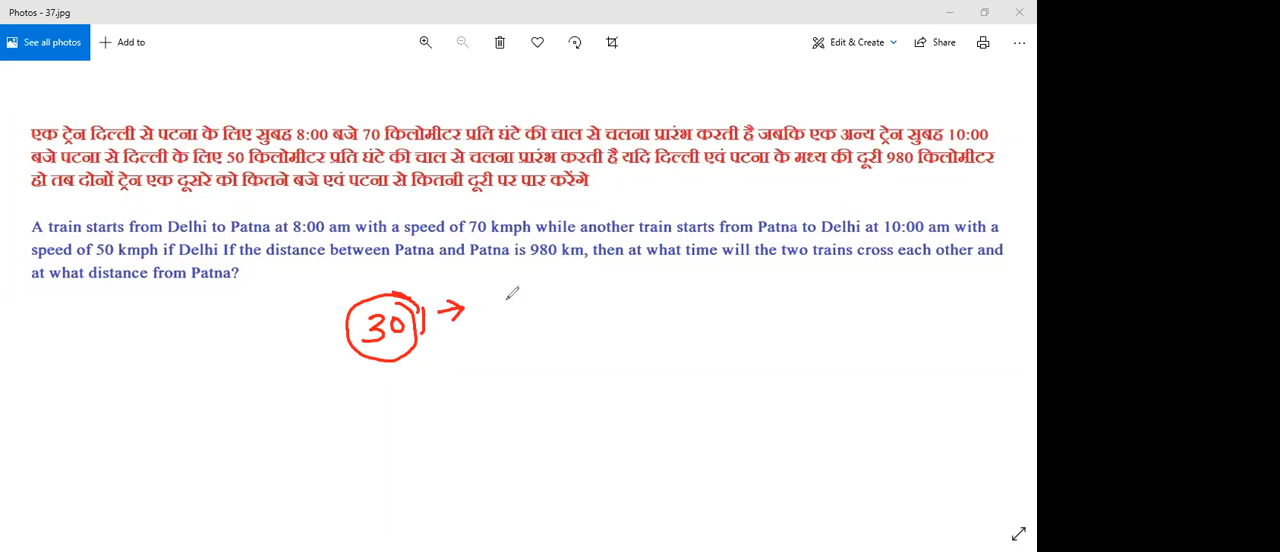 Photos - 37.jpg
See all photos
Add to
Edit & Create
Share
एक ट्रेन दिल्ली से पटना के लिए सुबह 8:00 बजे 70 किलोमीटर प्रति घंटे की चाल से चलना प्रारंभ करती है जबकि एक अन्य ट्रेन सुबह 10:00
बजे पटना से दिल्ली के लिए 50 किलोमीटर प्रति घंटे की चाल से चलना प्रारंभ करती है यदि दिल्ली एवं पटना के मध्य की दूरी 980 किलोमीटर
हो तब दोनों ट्रेन एक दूसरे को कितने बजे एवं पटना से कितनी दूरी पर पार करेंगे
A train starts from Delhi to Patna at 8:00 am with a speed of 70 kmph while another train starts from Patna to Delhi at 10:00 am with a
speed of 50 kmph if Delhi If the distance between Patna and Patna is 980 km, then at what time will the two trains cross each other and
at what distance from Patna?
30 →